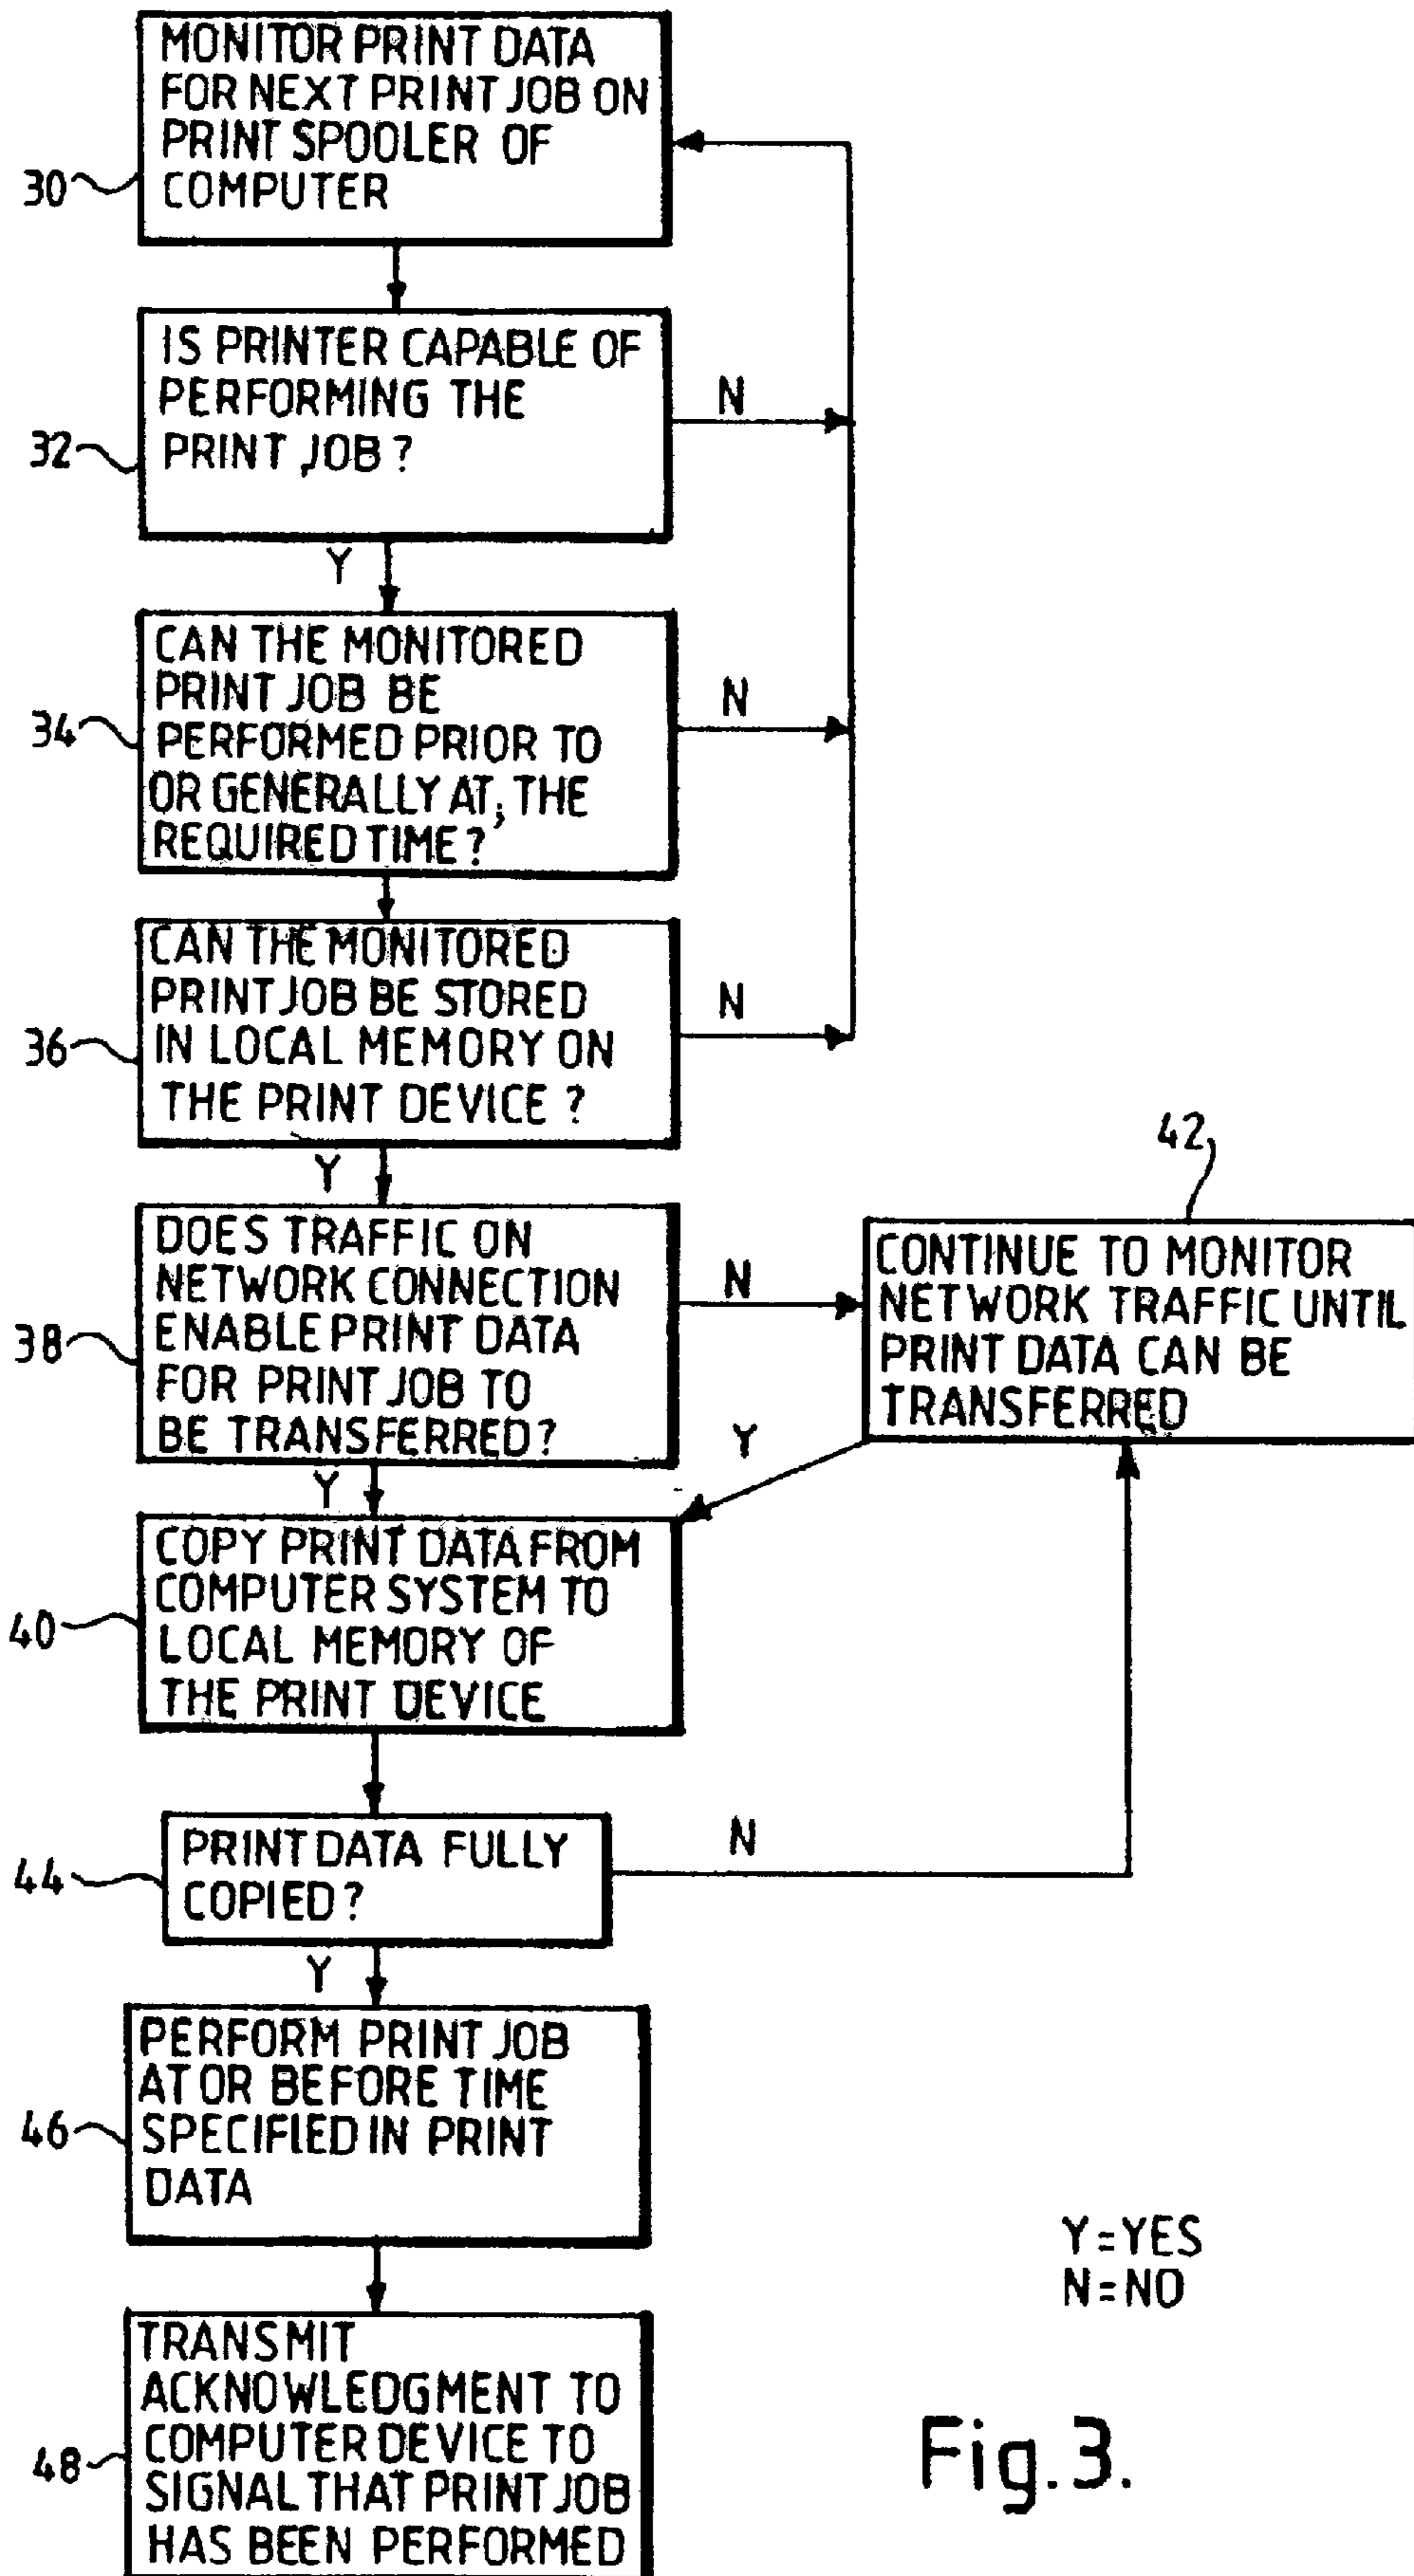 MONITOR PRINT DATA
FOR NEXT PRINT JOB ON
PRINT SPOOLER OF
COMPUTER
30
IS PRINTER CAPABLE OF
PERFORMING THE
PRINT JOB?
32
N
Y
CAN THE MONITORED
PRINT JOB BE
PERFORMED PRIOR TO
OR GENERALLY AT, THE
REQUIRED TIME?
34
N
CAN THE MONITORED
PRINT JOB BE STORED
IN LOCAL MEMORY ON
THE PRINT DEVICE?
36
N
Y
DOES TRAFFIC ON
NETWORK CONNECTION
ENABLE PRINT DATA
FOR PRINT JOB TO
BE TRANSFERRED?
38
N
42
CONTINUE TO MONITOR
NETWORK TRAFFIC UNTIL
PRINT DATA CAN BE
TRANSFERRED
Y
Y
COPY PRINT DATA FROM
COMPUTER SYSTEM TO
LOCAL MEMORY OF
THE PRINT DEVICE
40
PRINT DATA FULLY
COPIED?
44
N
Y
PERFORM PRINT JOB
AT OR BEFORE TIME
SPECIFIED IN PRINT
DATA
46
Y=YES
N=NO
TRANSMIT
ACKNOWLEDGMENT TO
COMPUTER DEVICE TO
SIGNAL THAT PRINT JOB
HAS BEEN PERFORMED
48
Fig.3.